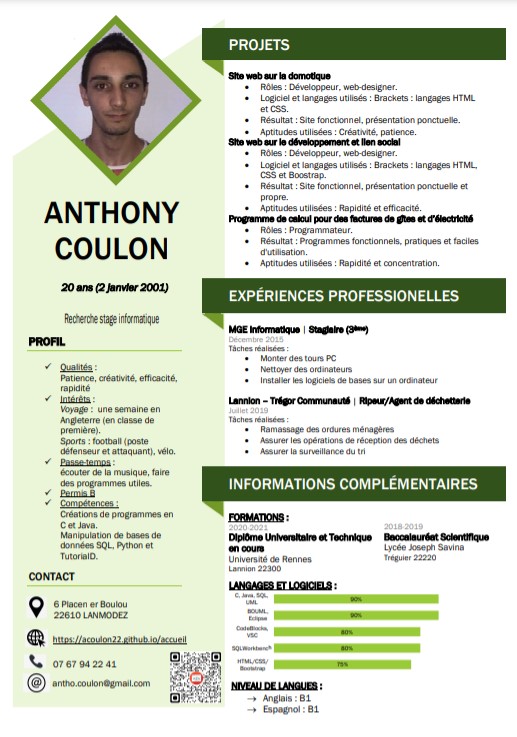 ANTHONY
COULON
20 ans (2 janvier 2001)
Recherche stage informatique
PROFIL
✓ Qualités :
Patience, créativité, efficacité,
rapidité
✓ Intérêts :
Voyage : une semaine en
Angleterre (en classe de
première).
Sports : football (poste
défenseur et attaquant), vélo.
✓ Passe-temps :
écouter de la musique, faire
des programmes utiles.
✓ Permis B
✓ Compétences :
Créations de programmes en
C et Java.
Manipulation de bases de
données SQL, Python et
TutorialD.
CONTACT
6 Placen er Boulou
22610 LANMODEZ
https://acoulon22.github.io/accueil
07 67 94 22 41
antho.coulon@gmail.com
PROJETS
Site web sur la domotique
• Rôles : Développeur, web-designer.
• Logiciel et langages utilisés : Brackets : langages HTML
et CSS.
• Résultat : Site fonctionnel, présentation ponctuelle.
• Aptitudes utilisées : Créativité, patience.
Site web sur le développement et lien social
• Rôles : Développeur, web-designer.
• Logiciel et langages utilisés : Brackets : langages HTML,
CSS et Boostrap.
• Résultat : Site fonctionnel, présentation ponctuelle et
propre.
• Aptitudes utilisées : Rapidité et efficacité.
Programme de calcul pour des factures de gîtes et d'électricité
• Rôles : Programmateur.
• Résultat : Programmes fonctionnels, pratiques et faciles
d'utilisation.
• Aptitudes utilisées : Rapidité et concentration.
EXPÉRIENCES PROFESSIONELLES
MGE Informatique | Stagiaire (3ème)
Décembre 2015
Tâches réalisées :
• Monter des tours PC
• Nettoyer des ordinateurs
• Installer les logiciels de bases sur un ordinateur
Lannion – Trégor Communauté | Ripeur/Agent de déchetterie
Juillet 2019
Tâches réalisées :
• Ramassage des ordures ménagères
• Assurer les opérations de réception des déchets
• Assurer la surveillance du tri
INFORMATIONS COMPLÉMENTAIRES
FORMATIONS :
2020-2021
Diplôme Universitaire et Technique
en cours
Université de Rennes
Lannion 22300
2018-2019
Baccalauréat Scientifique
Lycée Joseph Savina
Tréguier 22220
LANGAGES ET LOGICIELS :
C, Java, SQL,
UML
90%
BOUML,
Eclipse
90%
CodeBlocks,
VSC
80%
SQLWorkbench
80%
HTML/CSS/
Bootstrap
75%
NIVEAU DE LANGUES :
→ Anglais : B1
→ Espagnol : B1